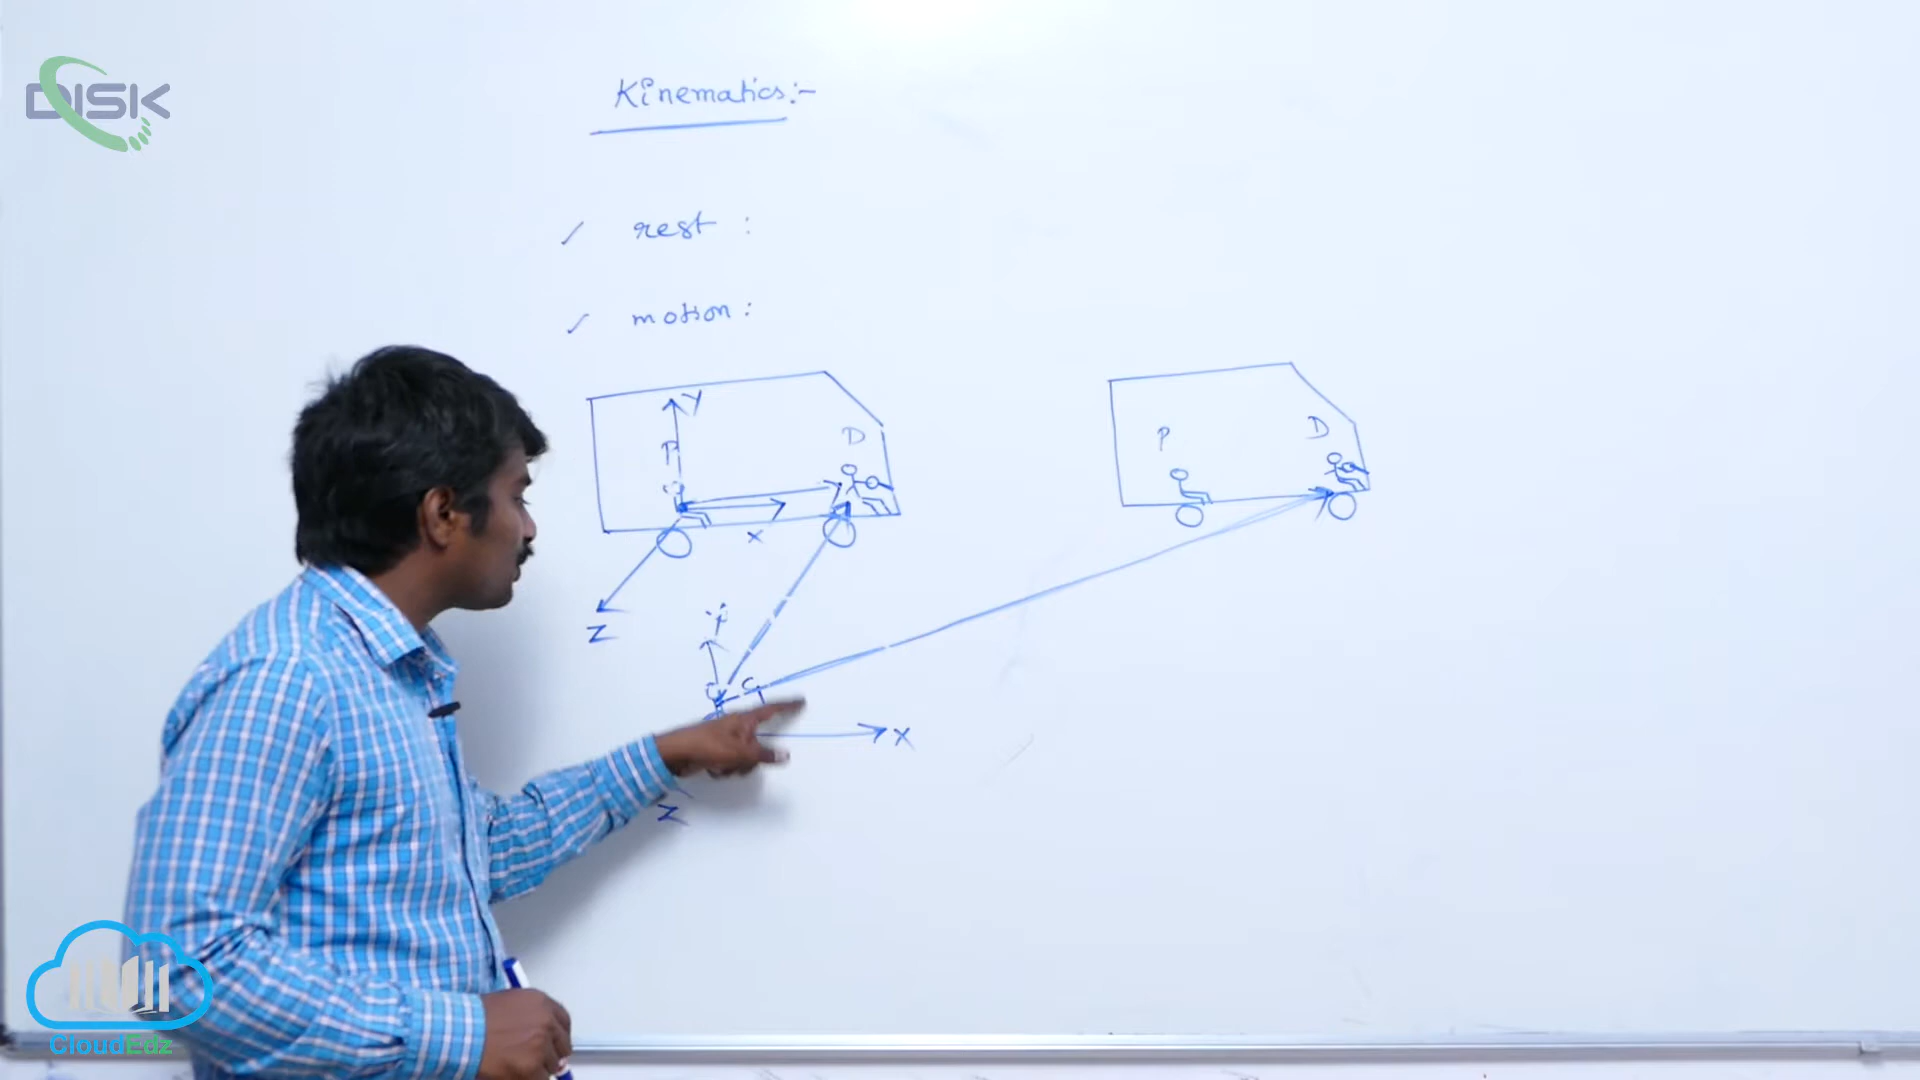 DISK
Kinematics:-
✓ rest :
✓ motion :
Y
P D
X
Z
P D
Y
C
X
Z
CloudEdz